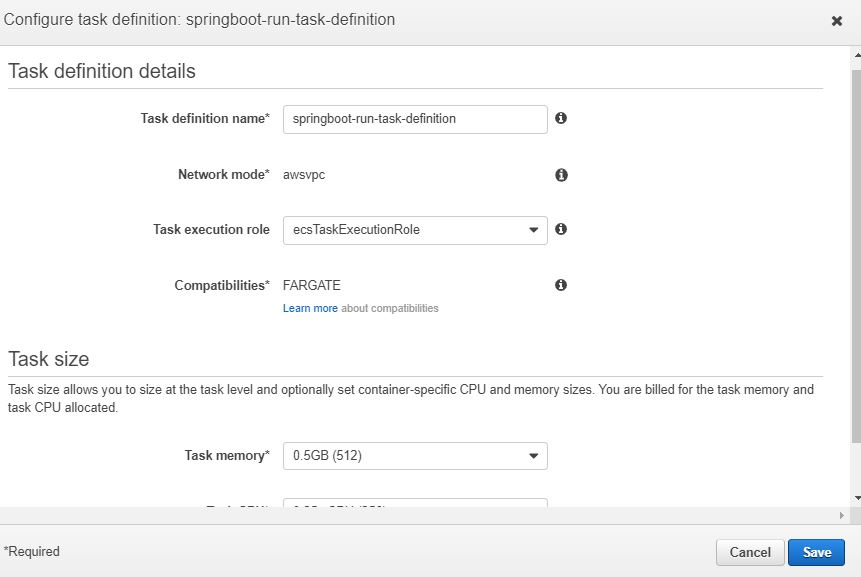 Configure task definition: springboot-run-task-definition
Task definition details
Task definition name* springboot-run-task-definition
Network mode* awsvpc
Task execution role ecsTaskExecutionRole
Compatibilities* FARGATE
Learn more about compatibilities
Task size
Task size allows you to size at the task level and optionally set container-specific CPU and memory sizes. You are billed for the task memory and
task CPU allocated.
Task memory* 0.5GB (512)
*Required
Cancel Save